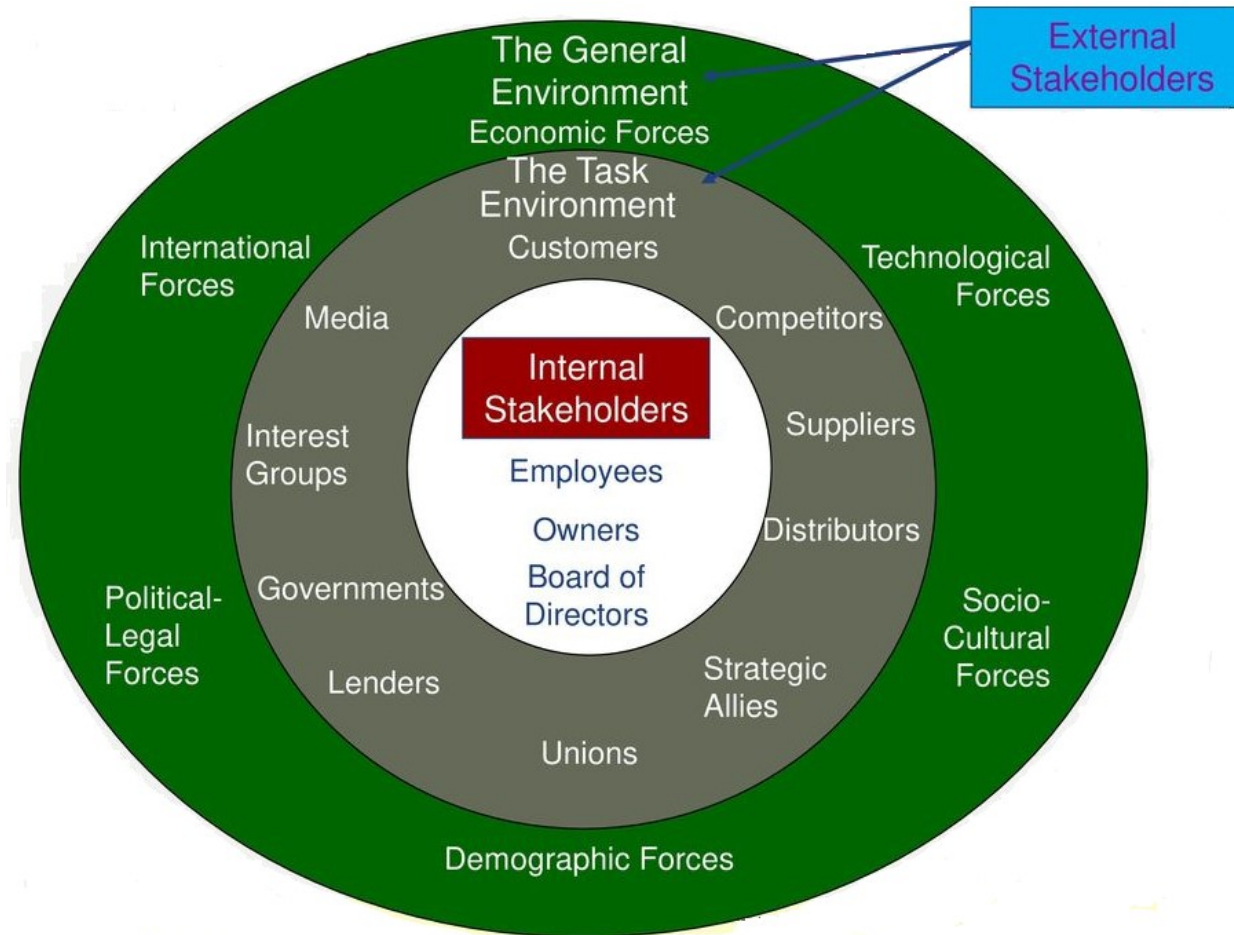 The General
Environment
Economic Forces
External
Stakeholders
The Task
Environment
Customers
International
Forces
Technological
Forces
Media
Competitors
Internal
Stakeholders
Interest
Groups
Suppliers
Employees
Owners
Distributors
Board of
Directors
Governments
Political-
Legal
Forces
Socio-
Cultural
Forces
Lenders
Strategic
Allies
Unions
Demographic Forces